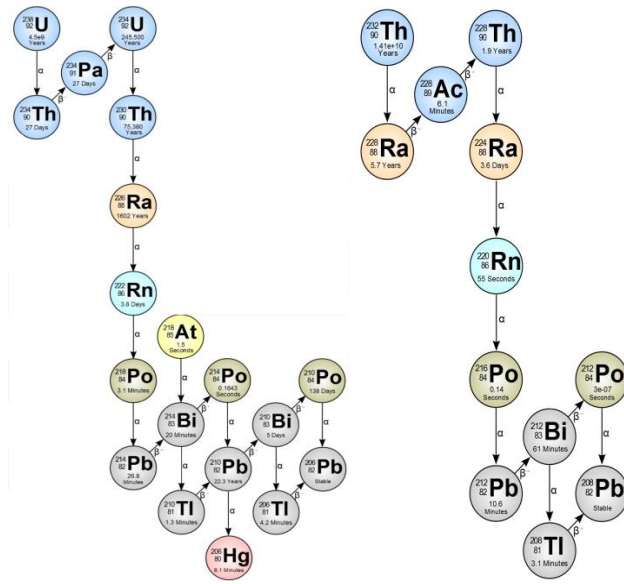 238
92 U
4.5e9
Years
234
92 U
245,500
Years
α
β⁻
234
91 Pa
27 Days
α
β⁻
234
90 Th
27 Days
230
90 Th
75,380
Years
α
226
88 Ra
1602 Years
α
222
86 Rn
3.8 Days
α
218
85 At
1.5
Seconds
218
84 Po
3.1 Minutes
α
214
84 Po
0.1643
Seconds
210
84 Po
138 Days
α
β⁻
214
83 Bi
20 Minutes
α
β⁻
210
83 Bi
5 Days
α
β⁻
214
82 Pb
26.8
Minutes
α
β⁻
210
82 Pb
22.3 Years
α
β⁻
206
82 Pb
Stable
210
81 Tl
1.3 Minutes
β⁻
α
206
81 Tl
4.2 Minutes
β⁻
206
80 Hg
8.1 Minutes
232
90 Th
1.41e+10
Years
228
90 Th
1.9 Years
α
β⁻
228
89 Ac
6.1
Minutes
α
β⁻
228
88 Ra
5.7 Years
224
88 Ra
3.6 Days
α
220
86 Rn
55 Seconds
α
216
84 Po
0.14
Seconds
212
84 Po
3e-07
Seconds
α
β⁻
212
83 Bi
61 Minutes
α
β⁻
212
82 Pb
10.6
Minutes
α
208
82 Pb
Stable
208
81 Tl
3.1 Minutes
β⁻